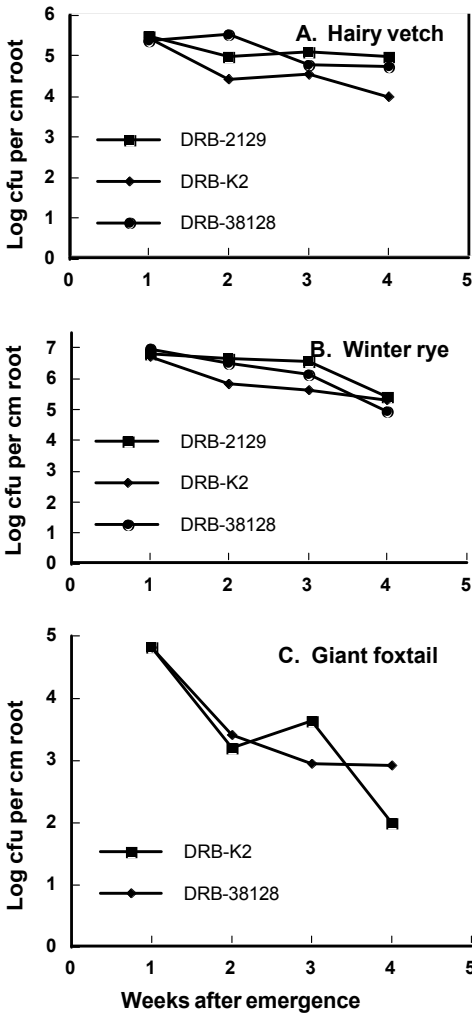 A. Hairy vetch
Log cfu per cm root
6
5
4
3
2
1
0
DRB-2129
DRB-K2
DRB-38128
0 1 2 3 4 5
B. Winter rye
Log cfu per cm root
7
6
5
4
3
2
1
0
DRB-2129
DRB-K2
DRB-38128
0 1 2 3 4 5
C. Giant foxtail
Log cfu per cm root
5
4
3
2
1
0
DRB-K2
DRB-38128
0 1 2 3 4 5
Weeks after emergence